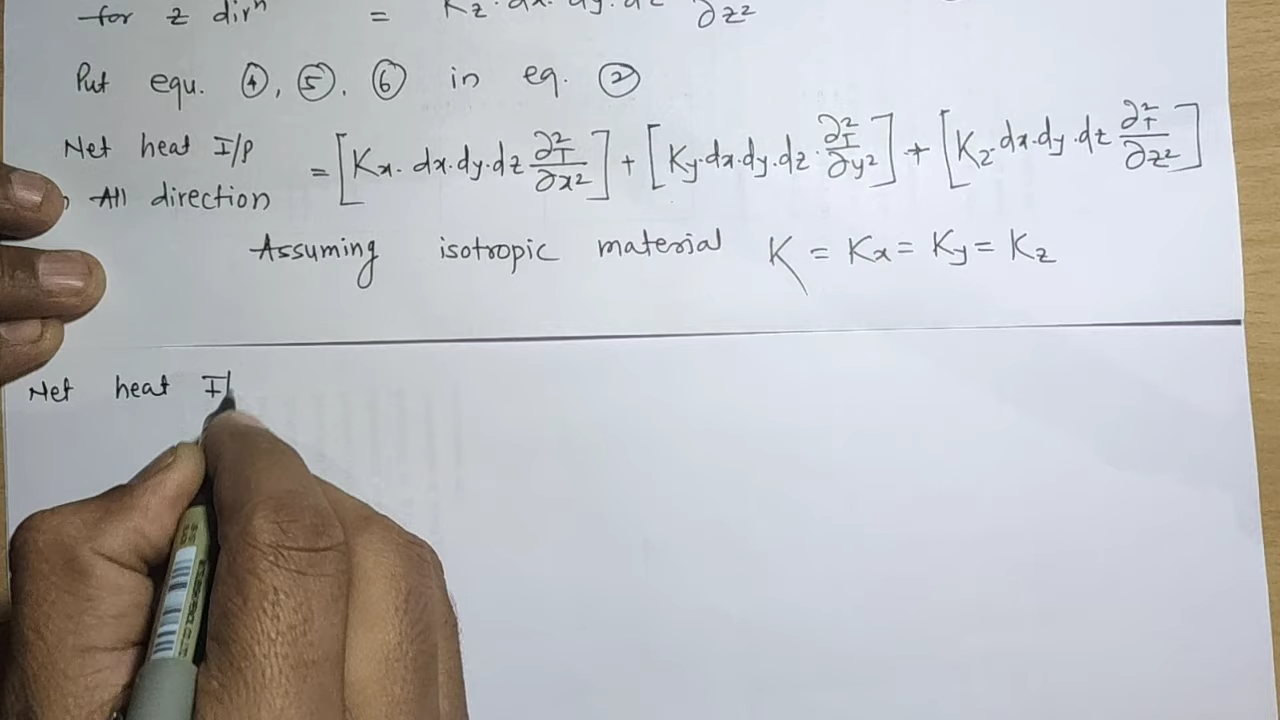 for z dirⁿ = Kz · dx · dy · dz ∂z²
Put equ. ④, ⑤, ⑥ in eq. ②
Net heat I/p = [Kx · dx · dy · dz ∂²T/∂x²] + [Ky · dx · dy · dz · ∂²T/∂y²] + [Kz · dx · dy · dz ∂²T/∂z²]
All direction
Assuming isotropic material K = Kx = Ky = Kz
Net heat I/